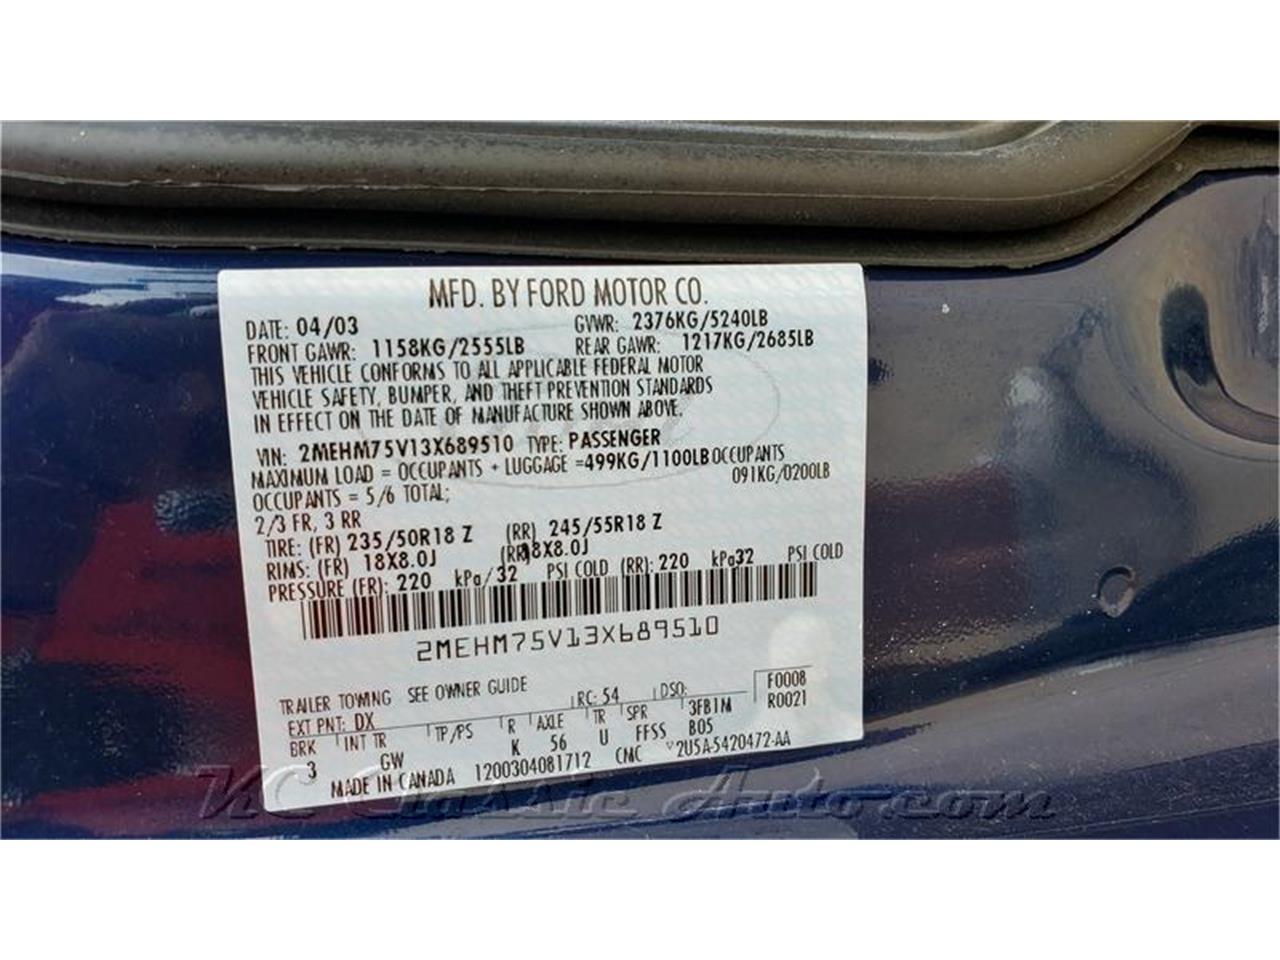 MFD. BY FORD MOTOR CO.
DATE: 04/03 GVWR: 2376KG/5240LB
FRONT GAWR: 1158KG/2555LB REAR GAWR: 1217KG/2685LB
THIS VEHICLE CONFORMS TO ALL APPLICABLE FEDERAL MOTOR
VEHICLE SAFETY, BUMPER, AND THEFT PREVENTION STANDARDS
IN EFFECT ON THE DATE OF MANUFACTURE SHOWN ABOVE.
VIN: 2MEHM75V13X689510 TYPE: PASSENGER
MAXIMUM LOAD = OCCUPANTS + LUGGAGE =499KG/1100LB OCCUPANTS
OCCUPANTS = 5/6 TOTAL; 091KG/0200LB
2/3 FR, 3 RR
TIRE: (FR) 235/50R18 Z (RR) 245/55R18 Z
RIMS: (FR) 18X8.0J (RR) 18X8.0J
PRESSURE (FR): 220 kPa/32 PSI COLD (RR): 220 kPa 32 PSI COLD
2MEHM75V13X689510
TRAILER TOWING SEE OWNER GUIDE
EXT PNT: DX RC: 54 DSO: F0008
R0021
BRK INT TR TP/PS R AXLE TR SPR 3FB1M
3 GW K 56 U FFSS B05
MADE IN CANADA 1200304081712 CMC V2U5A-5420472-AA
KC Classic Auto.com